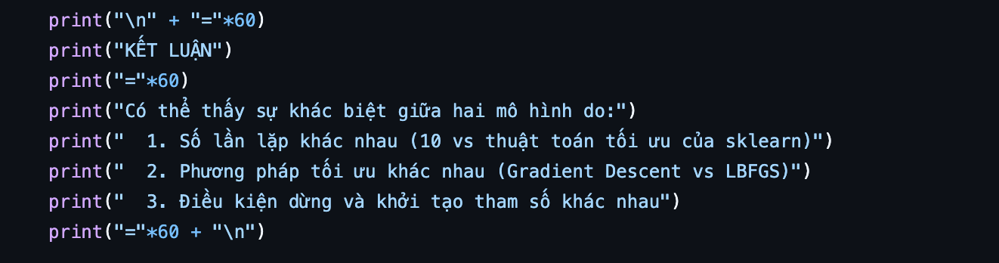 print("\n" + "="*60)
print("KẾT LUẬN")
print("="*60)
print("Có thể thấy sự khác biệt giữa hai mô hình do:")
print("  1. Số lần lặp khác nhau (10 vs thuật toán tối ưu của sklearn)")
print("  2. Phương pháp tối ưu khác nhau (Gradient Descent vs LBFGS)")
print("  3. Điều kiện dừng và khởi tạo tham số khác nhau")
print("="*60 + "\n")